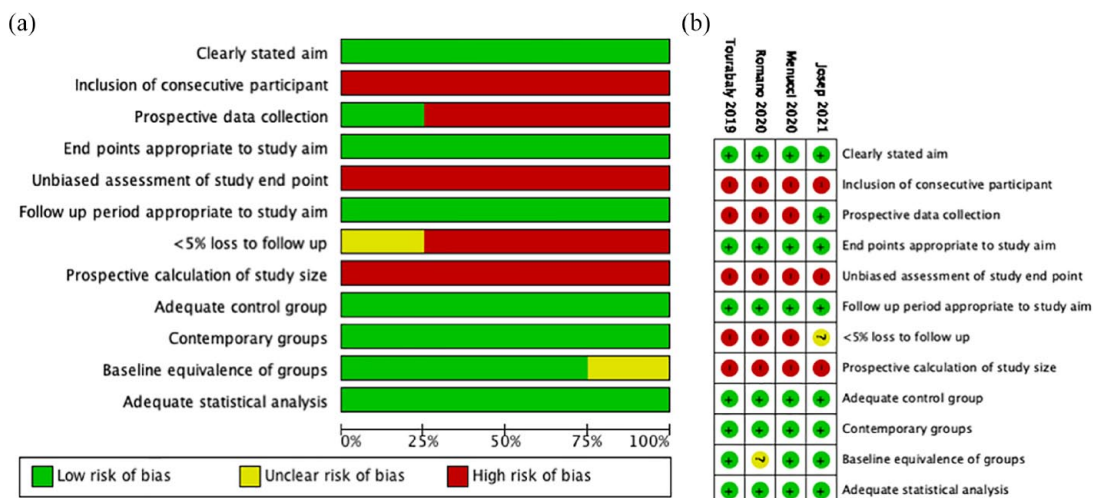 (a)
Clearly stated aim
Inclusion of consecutive participant
Prospective data collection
End points appropriate to study aim
Unbiased assessment of study end point
Follow up period appropriate to study aim
<5% loss to follow up
Prospective calculation of study size
Adequate control group
Contemporary groups
Baseline equivalence of groups
Adequate statistical analysis
0% 25% 50% 75% 100%
Low risk of bias Unclear risk of bias High risk of bias
(b)
Tourabaly 2019
Romano 2020
Menucci 2020
Josep 2021
+ + + + Clearly stated aim
- - - - Inclusion of consecutive participant
- - - + Prospective data collection
+ + + + End points appropriate to study aim
- - - - Unbiased assessment of study end point
+ + + + Follow up period appropriate to study aim
- - - ? <5% loss to follow up
- - - - Prospective calculation of study size
+ + + + Adequate control group
+ + + + Contemporary groups
+ ? + + Baseline equivalence of groups
+ + + + Adequate statistical analysis